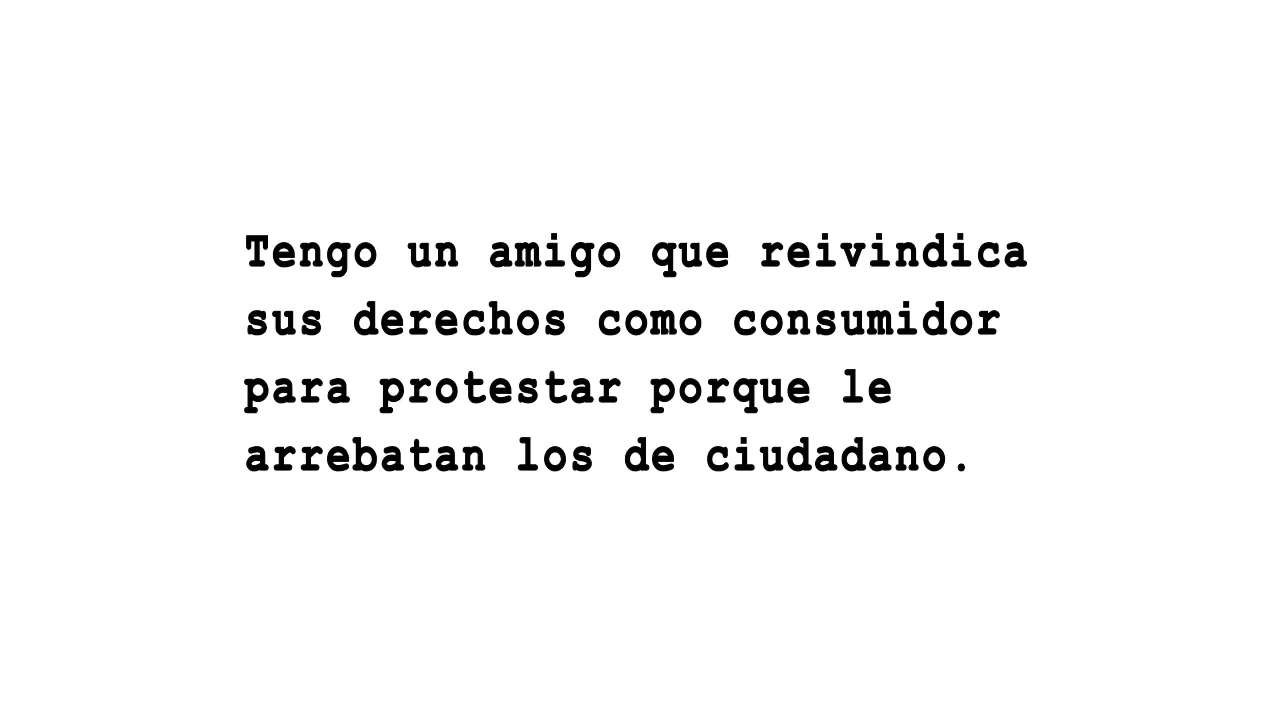 Tengo un amigo que reivindica
sus derechos como consumidor
para protestar porque le
arrebatan los de ciudadano.